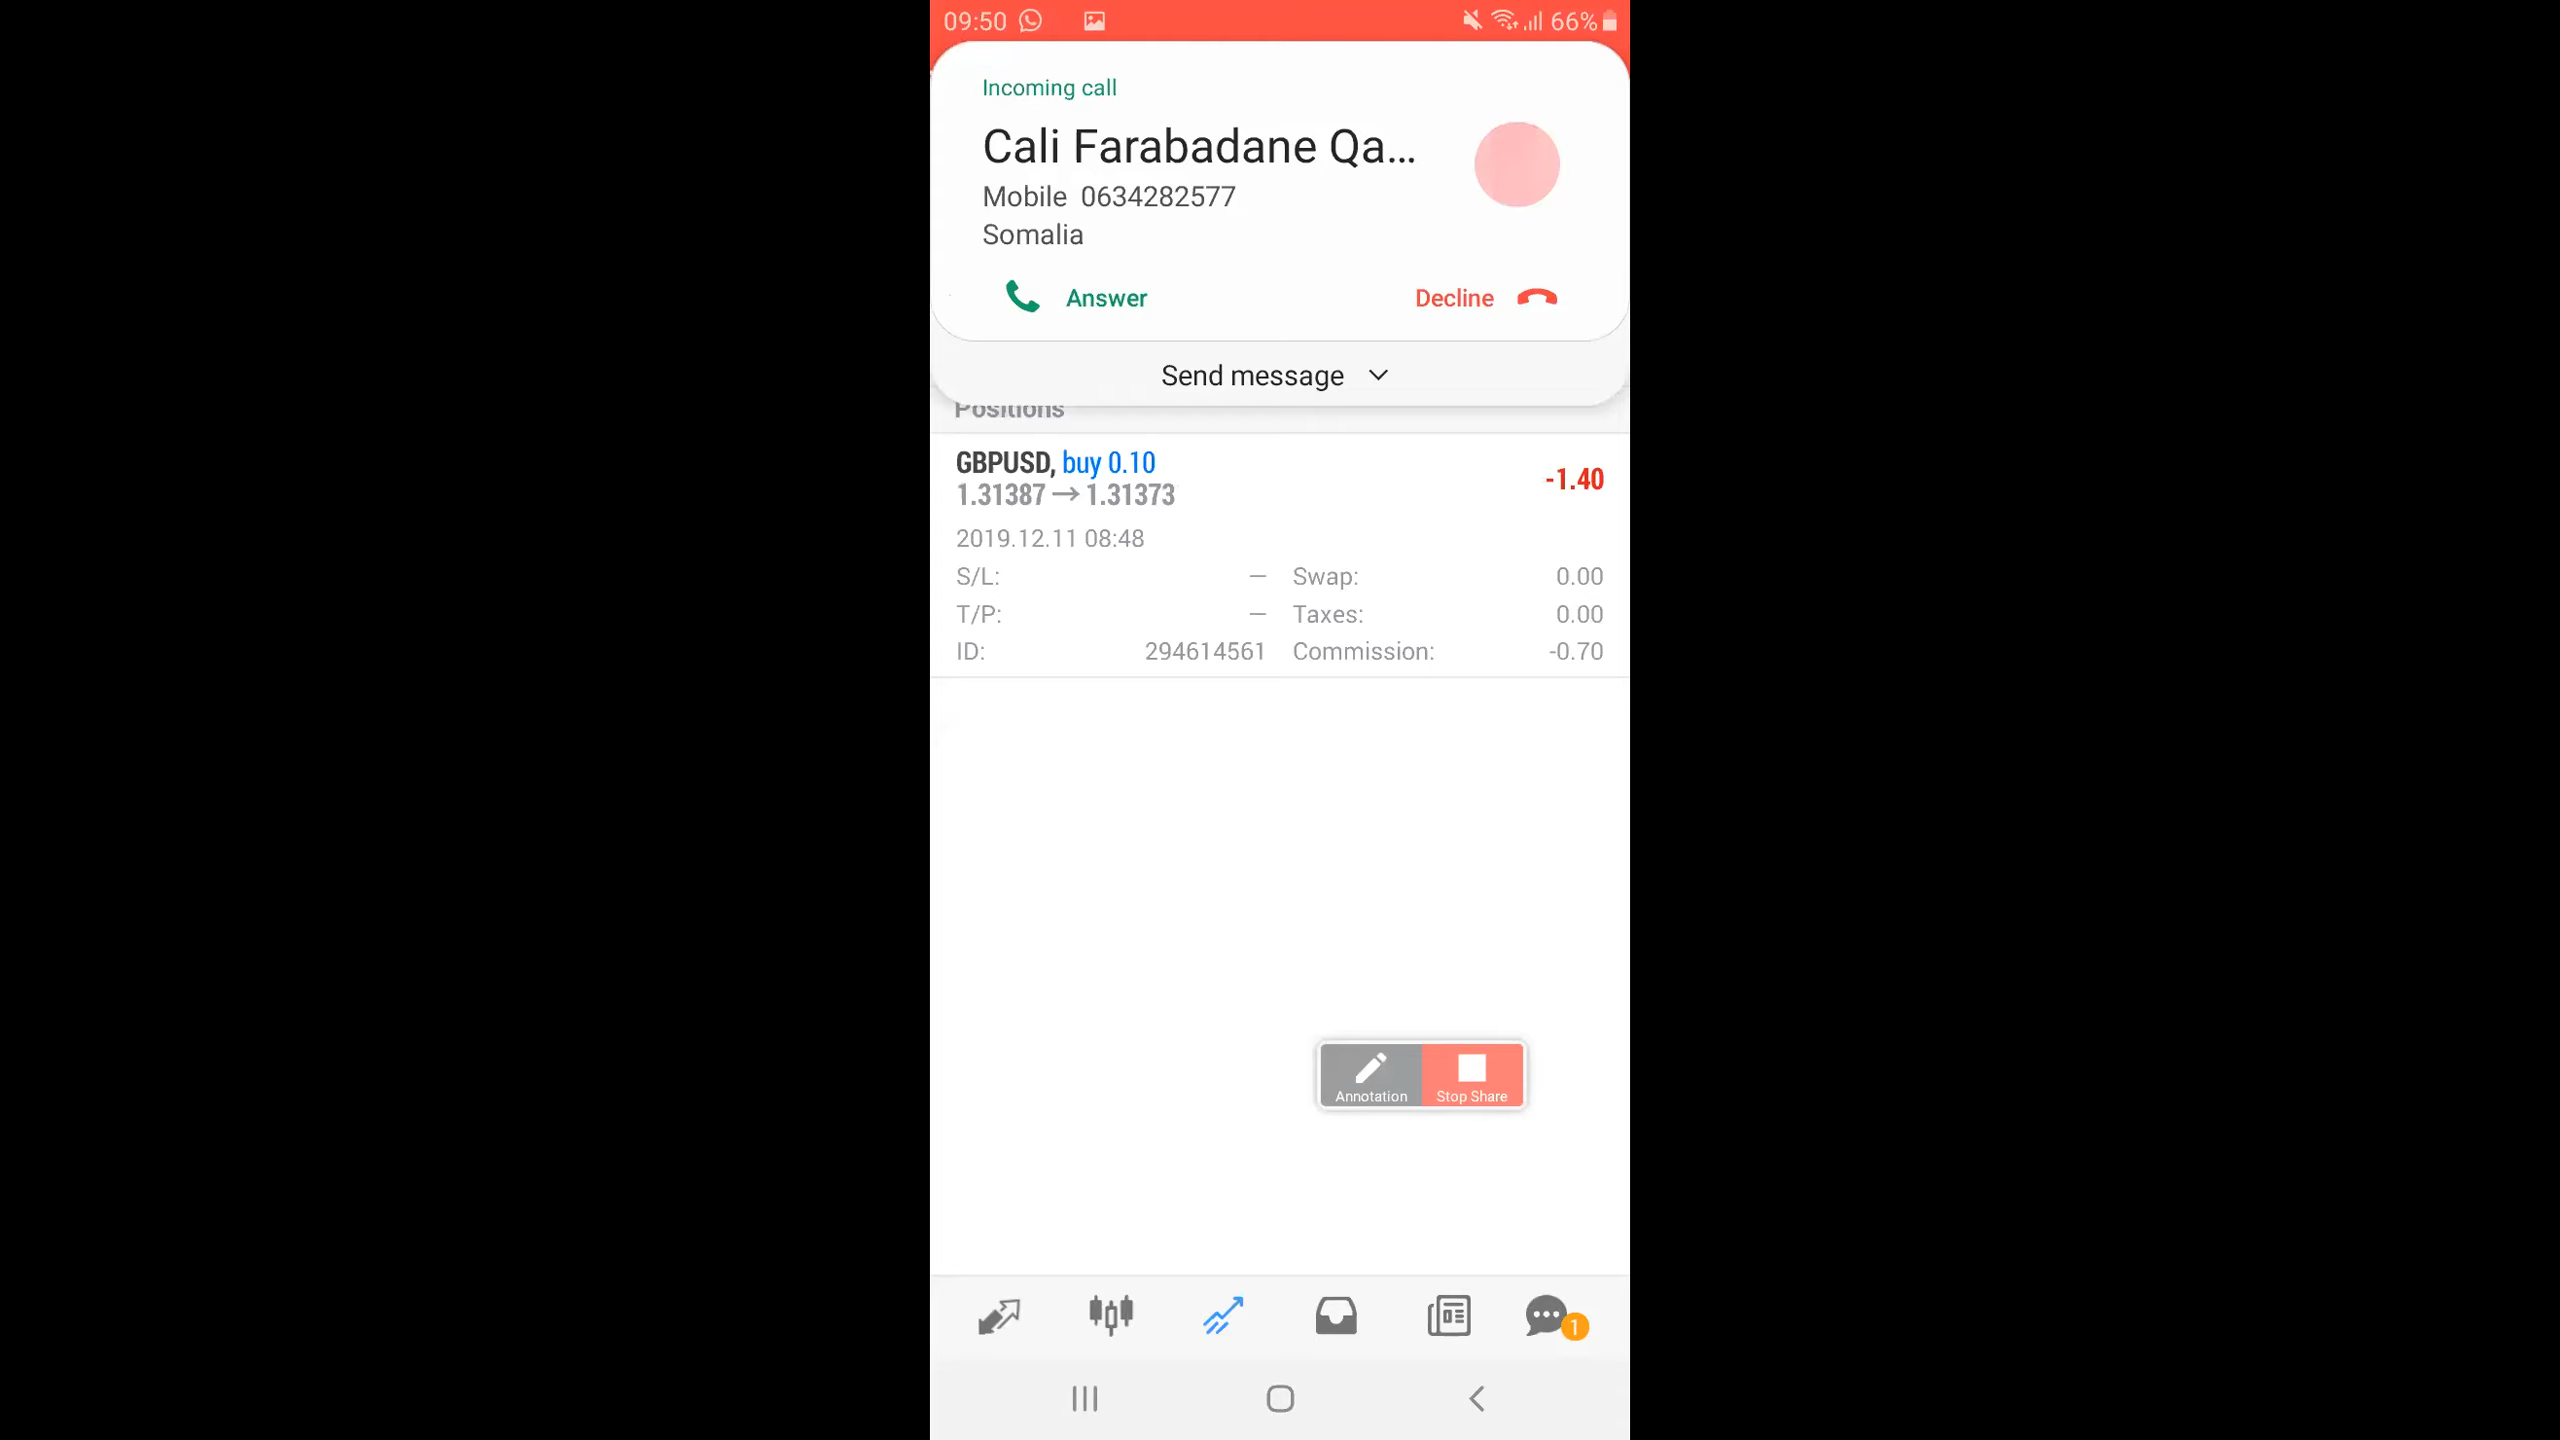 09:50 66%
Incoming call
Cali Farabadane Qa...
Mobile 0634282577
Somalia
Answer Decline
Send message
Positions
GBPUSD, buy 0.10
-1.40
1.31387 → 1.31373
2019.12.11 08:48
S/L: – Swap: 0.00
T/P: – Taxes: 0.00
ID: 294614561 Commission: -0.70
Annotation Stop Share
1